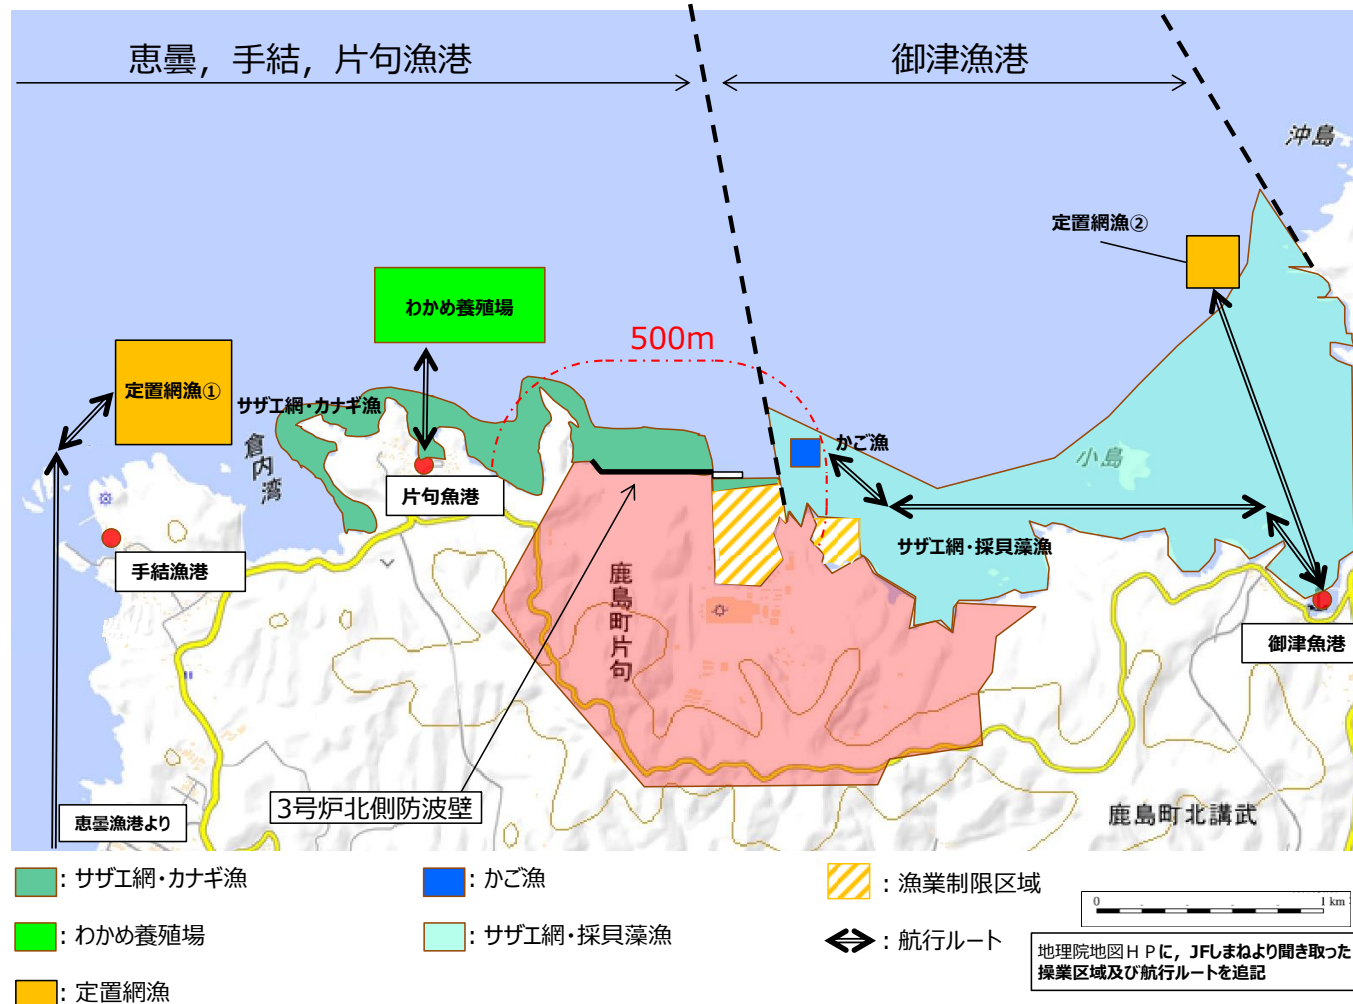 恵曇，手結，片句漁港
御津漁港
沖島
定置網漁②
わかめ養殖場
500m
定置網漁①
サザエ網・カナギ漁
かご漁
倉内湾
小島
片句魚港
サザエ網・採貝藻漁
手結漁港
鹿島町片句
御津魚港
3号炉北側防波壁
恵曇漁港より
鹿島町北講武
：サザエ網・カナギ漁
：かご漁
：漁業制限区域
0 1 km
：わかめ養殖場
：サザエ網・採貝藻漁
：航行ルート
地理院地図ＨＰに，JFしまねより聞き取った
操業区域及び航行ルートを追記
：定置網漁